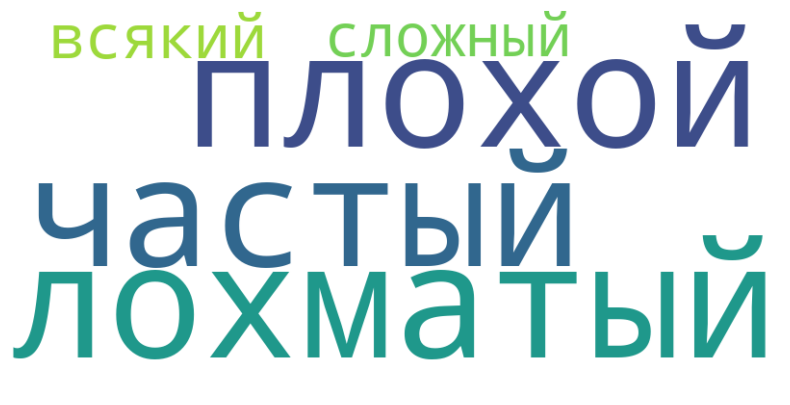 всякий сложный
плохой
частый
лохматый